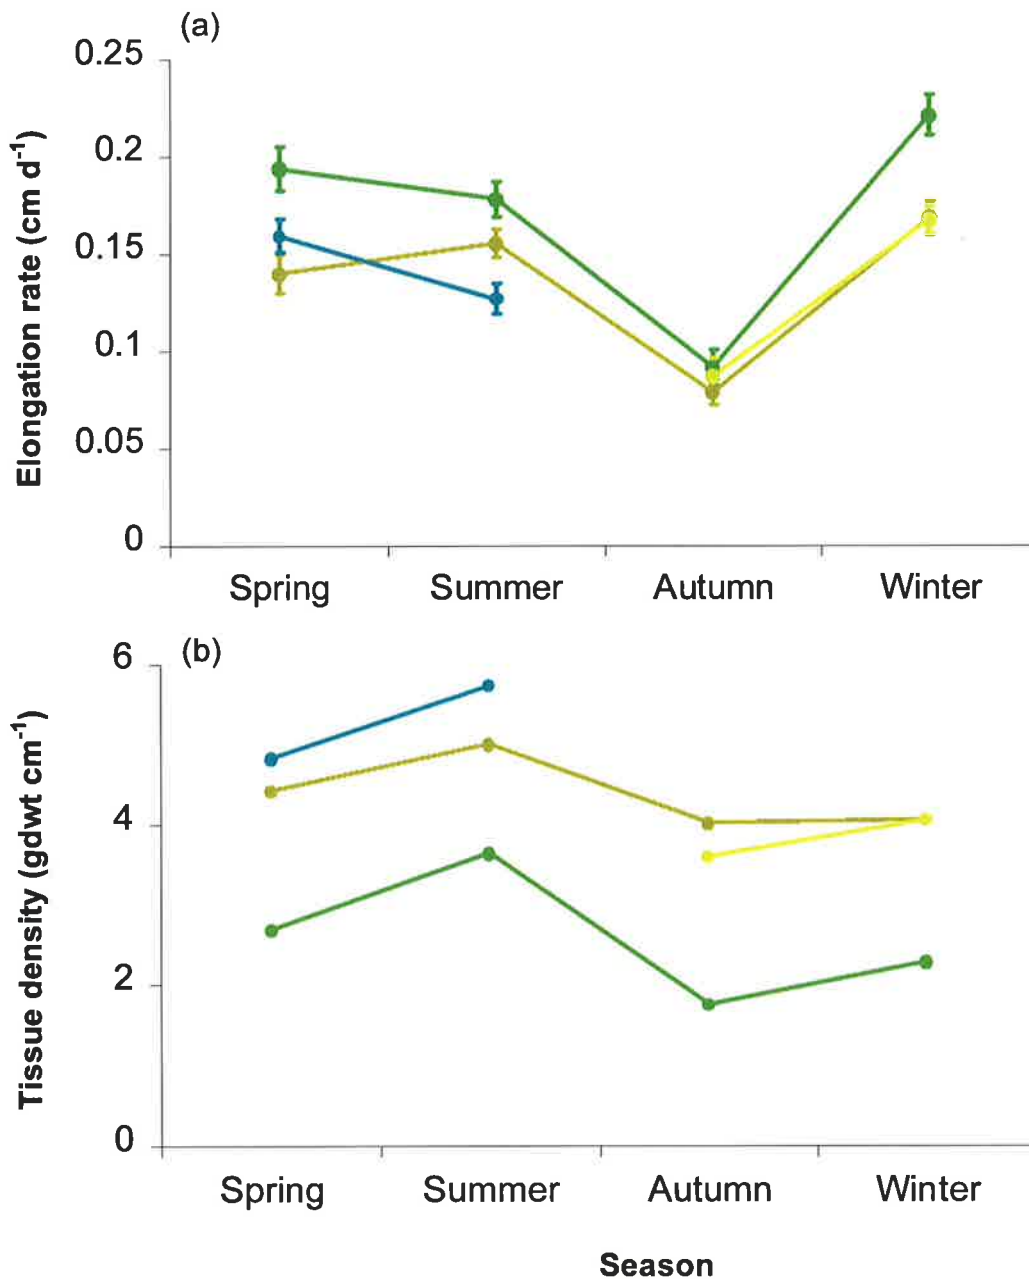 (a)
0.25
0.2
0.15
0.1
0.05
0
Elongation rate (cm d⁻¹)
Spring Summer Autumn Winter
(b)
6
4
2
0
Tissue density (gdwt cm⁻¹)
Spring Summer Autumn Winter
Season